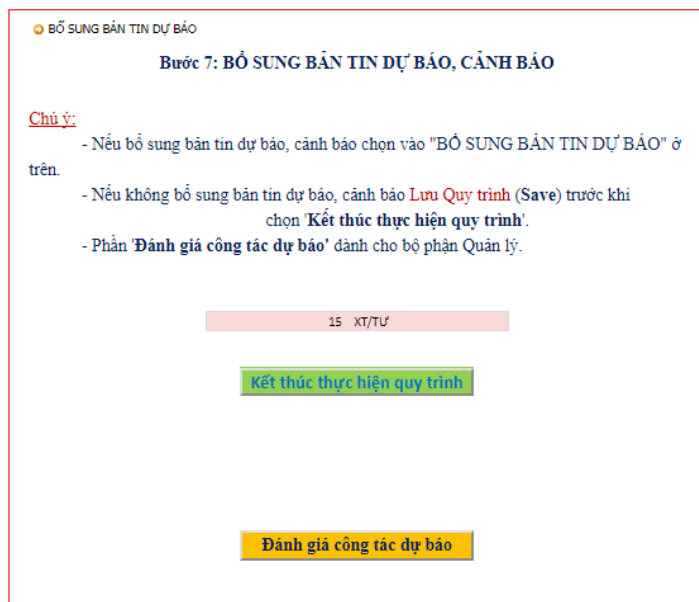 BỔ SUNG BẢN TIN DỰ BÁO
Bước 7: BỔ SUNG BẢN TIN DỰ BÁO, CẢNH BÁO
Chú ý:
- Nếu bổ sung bản tin dự báo, cảnh báo chọn vào "BỔ SUNG BẢN TIN DỰ BÁO" ở
trên.
- Nếu không bổ sung bản tin dự báo, cảnh báo Lưu Quy trình (Save) trước khi
chọn 'Kết thúc thực hiện quy trình'.
- Phần 'Đánh giá công tác dự báo' dành cho bộ phận Quản lý.
15 XT/TƯ
Kết thúc thực hiện quy trình
Đánh giá công tác dự báo